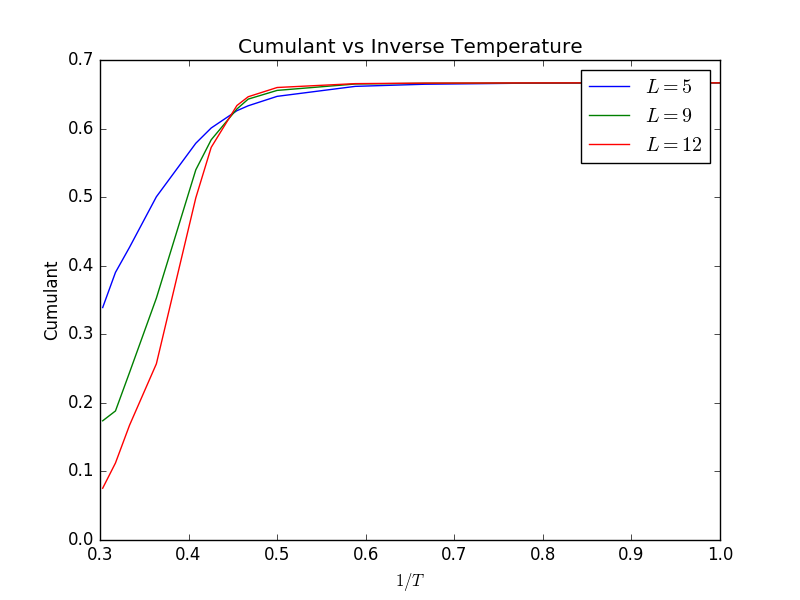 Cumulant vs Inverse Temperature
0.7
0.6
0.5
0.4
0.3
0.2
0.1
0.0
Cumulant
L = 5
L = 9
L = 12
0.3 0.4 0.5 0.6 0.7 0.8 0.9 1.0
1/T